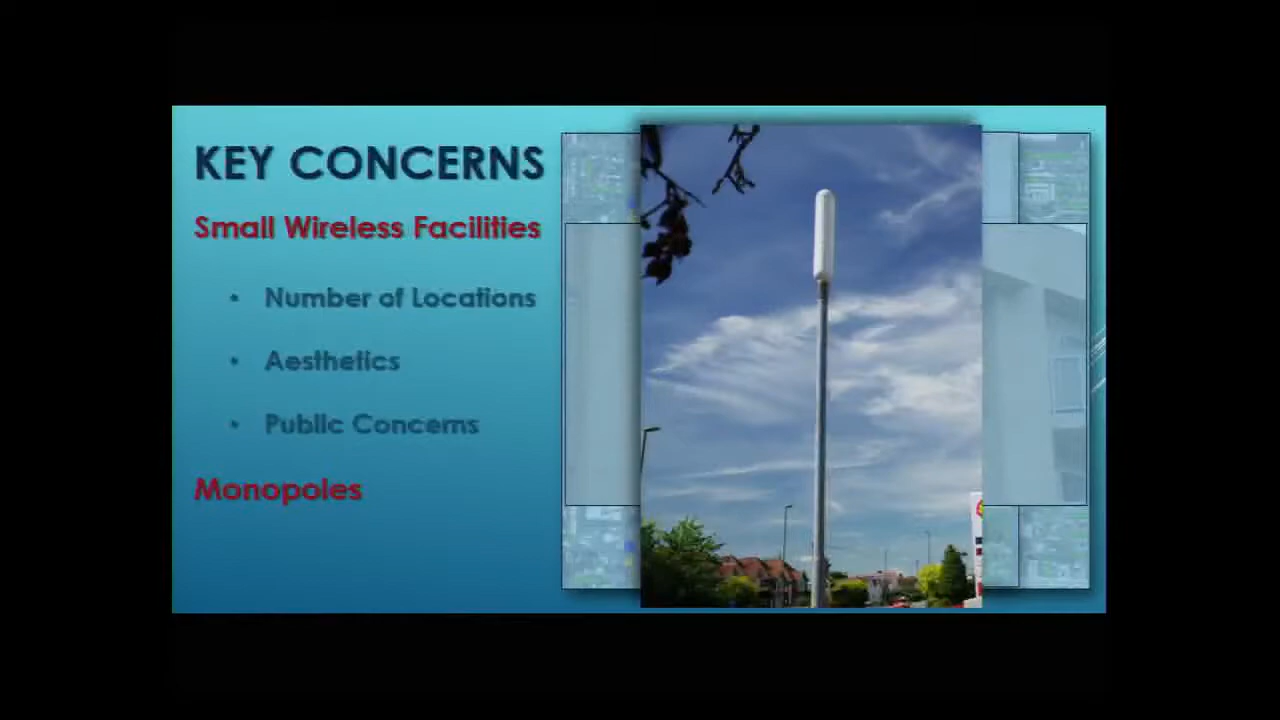 KEY CONCERNS
Small Wireless Facilities
• Number of Locations
• Aesthetics
• Public Concerns
Monopoles